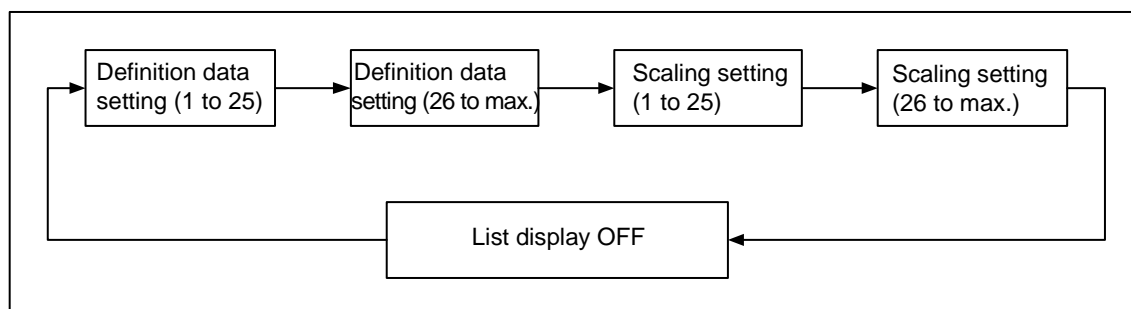 Definition data
setting (1 to 25)
Definition data
setting (26 to max.)
Scaling setting
(1 to 25)
Scaling setting
(26 to max.)
List display OFF